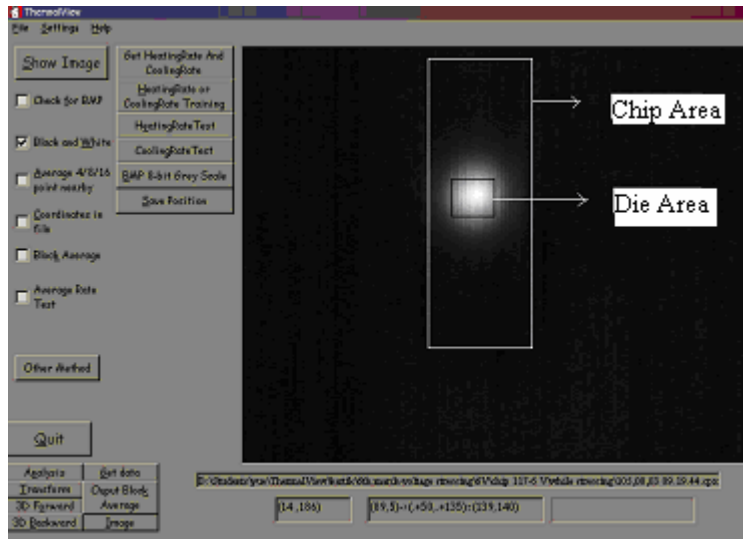 ThermalView
File Settings Help
Show Image
Check for BMP
Black and White
Average 4/8/16
point nearby
Coordinates in
file
Block Average
Average Rate
Test
Other Method
Quit
Get HeatingRate And
CoolingRate
HeatingRate or
CoolingRate Training
HeatingRateTest
CoolingRateTest
BMP 8-bit Grey Scale
Save Position
Chip Area
Die Area
Analysis
Get data
Transform
3D Forward
3D Backward
Ouput Block
Average
Image
(14,186)
(89,5)->(+50,+135)::(139,140)